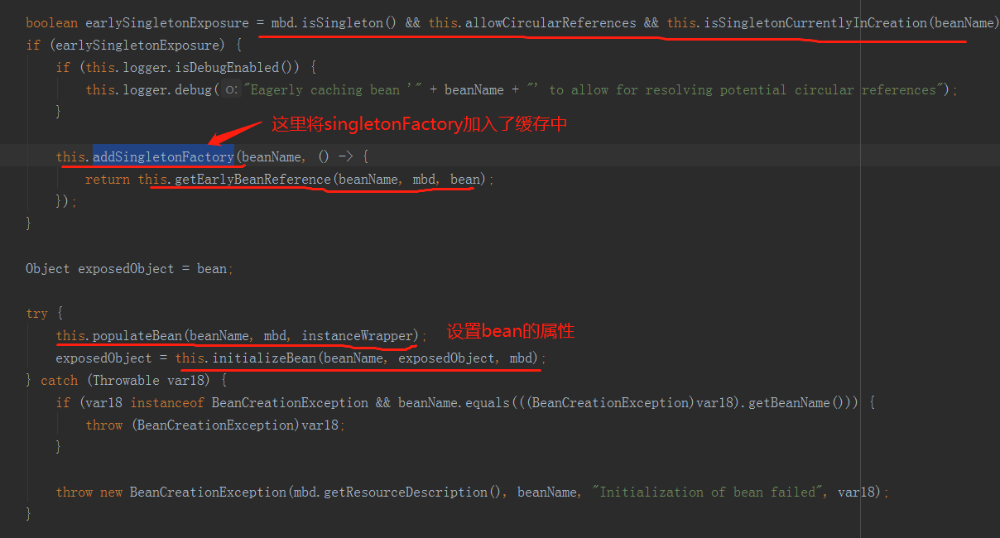 boolean earlySingletonExposure = mbd.isSingleton() && this.allowCircularReferences && this.isSingletonCurrentlyInCreation(beanName)
if (earlySingletonExposure) {
if (this.logger.isDebugEnabled()) {
this.logger.debug( o: "Eagerly caching bean '" + beanName + "' to allow for resolving potential circular references");
}
这里将singletonFactory加入了缓存中
this.addSingletonFactory(beanName, () -> {
return this.getEarlyBeanReference(beanName, mbd, bean);
});
}
Object exposedObject = bean;
try {
this.populateBean(beanName, mbd, instanceWrapper); 设置bean的属性
exposedObject = this.initializeBean(beanName, exposedObject, mbd);
} catch (Throwable var18) {
if (var18 instanceof BeanCreationException && beanName.equals(((BeanCreationException)var18).getBeanName())) {
throw (BeanCreationException)var18;
}
throw new BeanCreationException(mbd.getResourceDescription(), beanName, "Initialization of bean failed", var18);
}